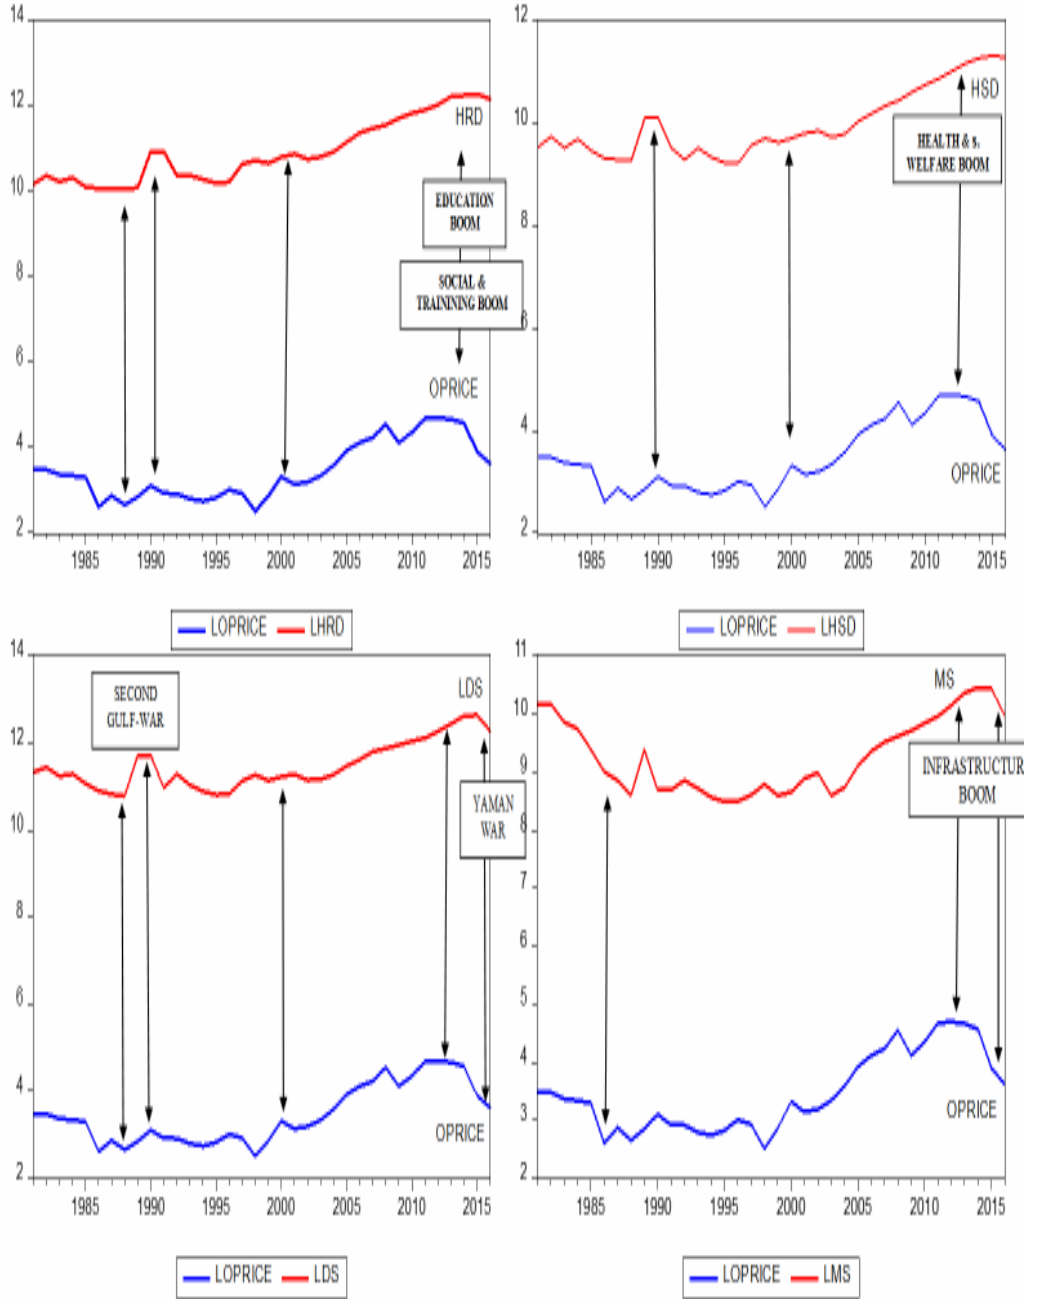 14
12
10
8
6
4
2
HRD
EDUCATION
BOOM
SOCIAL &
TRAINING BOOM
OPRICE
1985 1990 1995 2000 2005 2010 2015
LOPRICE LHRD
12
10
8
6
4
2
HSD
HEALTH & s.
WELFARE BOOM
OPRICE
1985 1990 1995 2000 2005 2010 2015
LOPRICE LHSD
14
12
10
8
6
4
2
SECOND
GULF-WAR
LDS
YAMAN
WAR
OPRICE
1985 1990 1995 2000 2005 2010 2015
LOPRICE LDS
11
10
9
8
7
6
5
4
3
2
MS
INFRASTRUCTUR
BOOM
OPRICE
1985 1990 1995 2000 2005 2010 2015
LOPRICE LMS